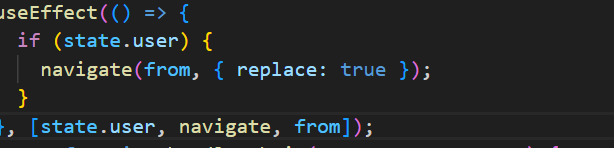 useEffect(() => {
if (state.user) {
navigate(from, { replace: true });
}
}, [state.user, navigate, from]);